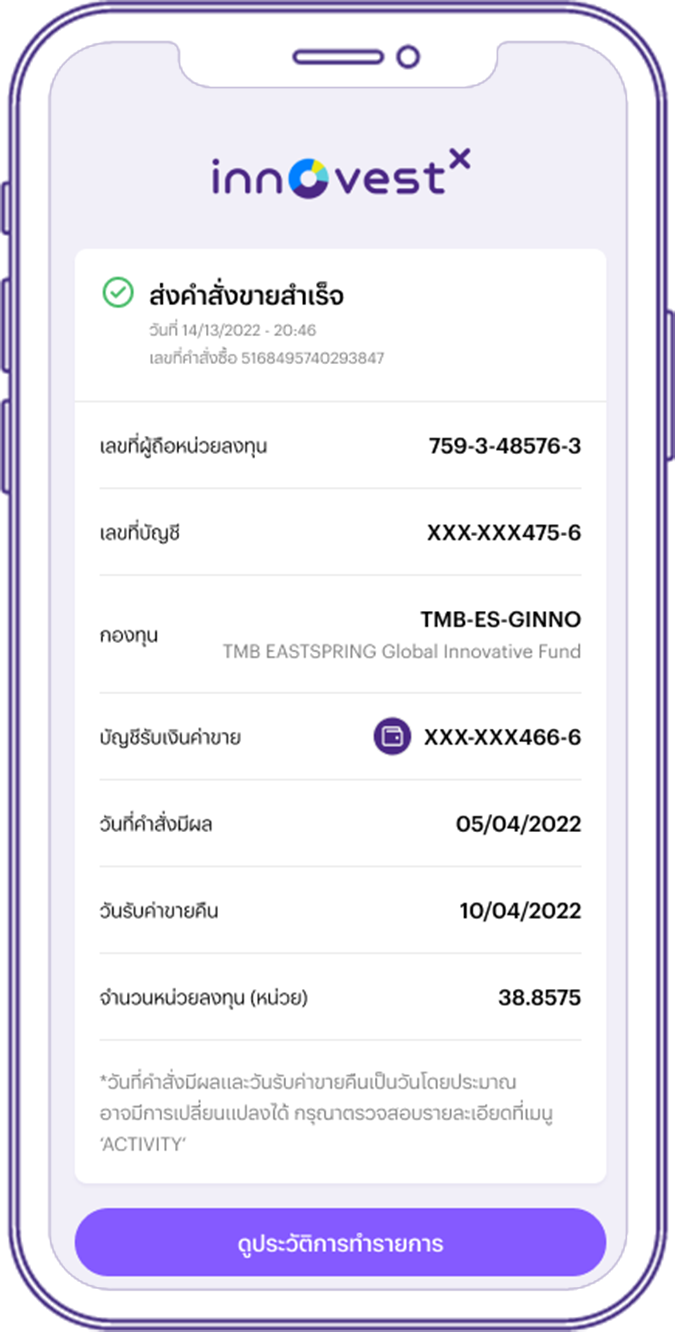 innovestx
ส่งคำสั่งขายสำเร็จ
วันที่ 14/13/2022 - 20:46
เลขที่คำสั่งซื้อ 5168495740293847
เลขที่ผู้ถือหน่วยลงทุน 759-3-48576-3
เลขที่บัญชี XXX-XXX475-6
กองทุน TMB-ES-GINNO
TMB EASTSPRING Global Innovative Fund
บัญชีรับเงินค่าขาย XXX-XXX466-6
วันที่คำสั่งมีผล 05/04/2022
วันรับค่าขายคืน 10/04/2022
จำนวนหน่วยลงทุน (หน่วย) 38.8575
*วันที่คำสั่งมีผลและวันรับค่าขายคืนเป็นวันโดยประมาณ
อาจมีการเปลี่ยนแปลงได้ กรุณาตรวจสอบรายละเอียดที่เมนู
‘ACTIVITY’
ดูประวัติการทำรายการ